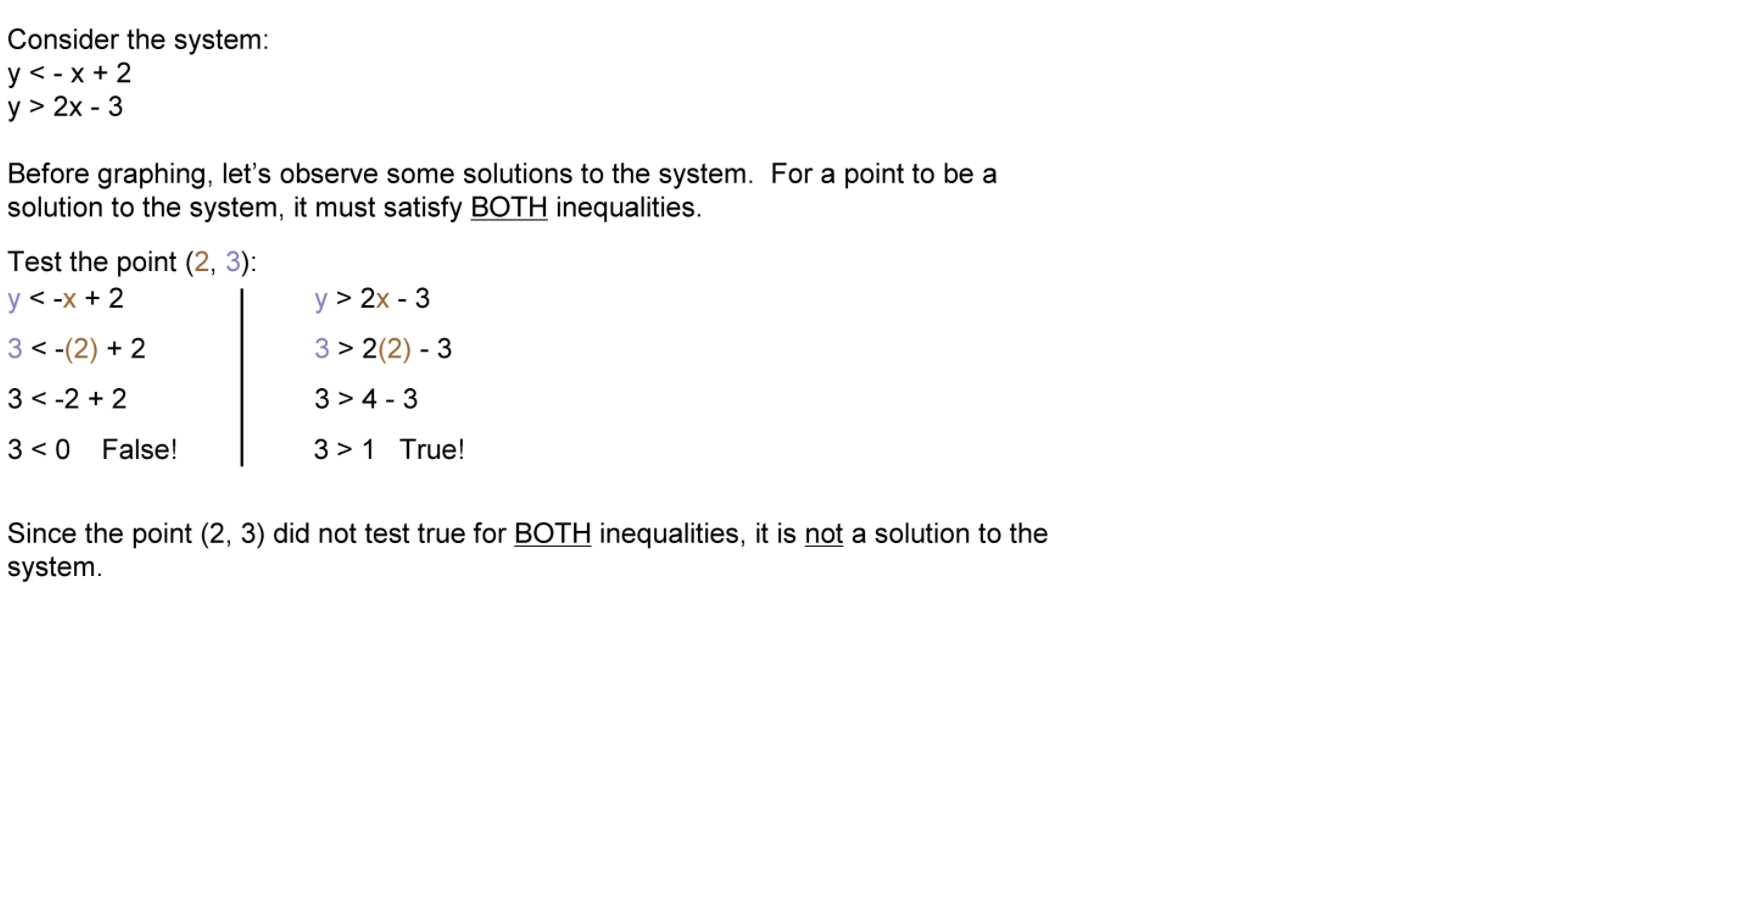 Consider the system:
y < - x + 2
y > 2x - 3
Before graphing, let's observe some solutions to the system.  For a point to be a
solution to the system, it must satisfy BOTH inequalities.
Test the point (2, 3):
y < -x + 2
3 < -(2) + 2
3 < -2 + 2
3 < 0 False!
y > 2x - 3
3 > 2(2) - 3
3 > 4 - 3
3 > 1 True!
Since the point (2, 3) did not test true for BOTH inequalities, it is not a solution to the
system.